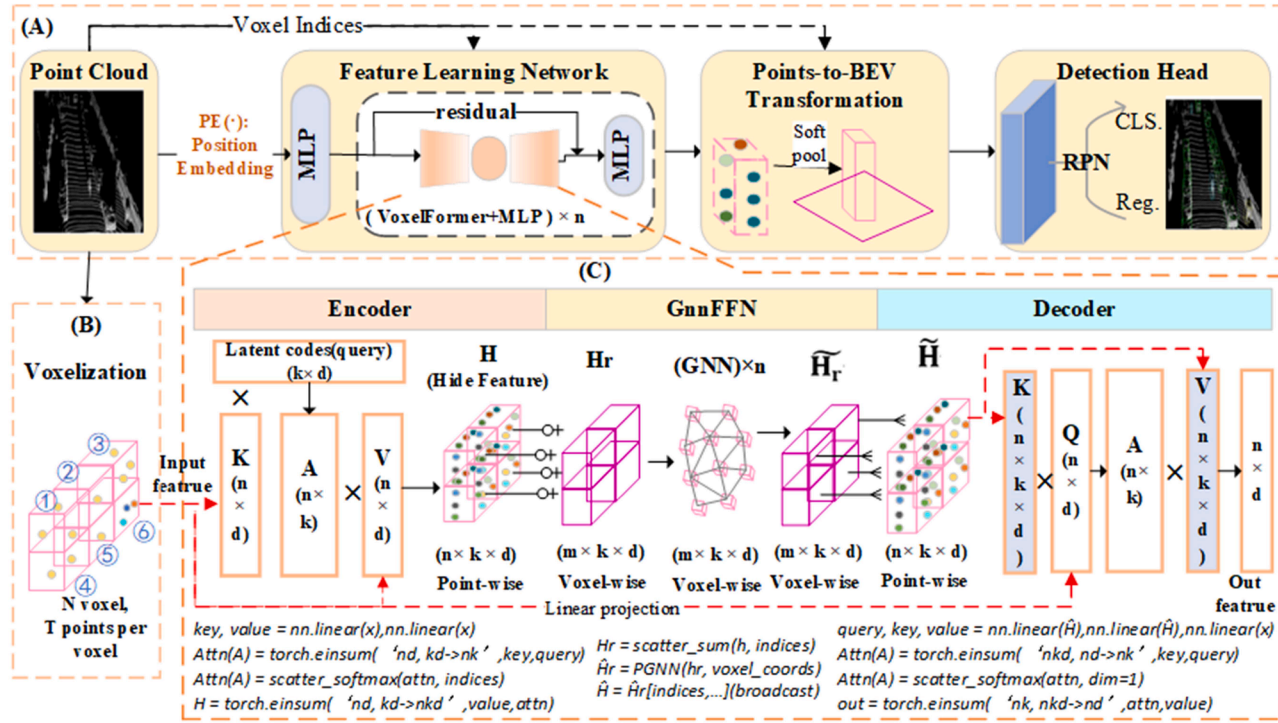 (A)
Voxel Indices
Point Cloud
PE(·):
Position
Embedding
Feature Learning Network
MLP
residual
MLP
(VoxelFormer+MLP) × n
Points-to-BEV
Transformation
Soft
pool
Detection Head
CLS.
RPN
Reg.
(B)
Voxelization
③
②
①
⑥
⑤
④
N voxel,
T points per
voxel
Input
featrue
(C)
Encoder
GnnFFN
Decoder
Latent codes(query)
(k× d)
×
K
(n× d)
A
(n× k)
×
V
(n× d)
H
(Hide Feature)
(n× k× d)
Point-wise
Hr
(m× k× d)
Voxel-wise
(GNN)×n
(m× k× d)
Voxel-wise
H̃r
(m× k× d)
Voxel-wise
H̃
(n× k× d)
Point-wise
K
(n×k×d)
×
Q
(n×d)
A
(n×k)
×
V
(n×k×d)
n×d
Out
featrue
Linear projection
key, value = nn.linear(x),nn.linear(x)
Attn(A) = torch.einsum( ‘nd, kd->nk’ ,key,query)
Attn(A) = scatter_softmax(attn, indices)
H = torch.einsum( ‘nd, kd->nkd’ ,value,attn)
Hr = scatter_sum(h, indices)
Ĥr = PGNN(hr, voxel_coords)
Ĥ = Ĥr[indices,...](broadcast)
query, key, value = nn.linear(Ĥ),nn.linear(Ĥ),nn.linear(x)
Attn(A) = torch.einsum( ‘nkd, nd->nk’ ,key,query)
Attn(A) = scatter_softmax(attn, dim=1)
out = torch.einsum( ‘nk, nkd->nd’ ,attn,value)